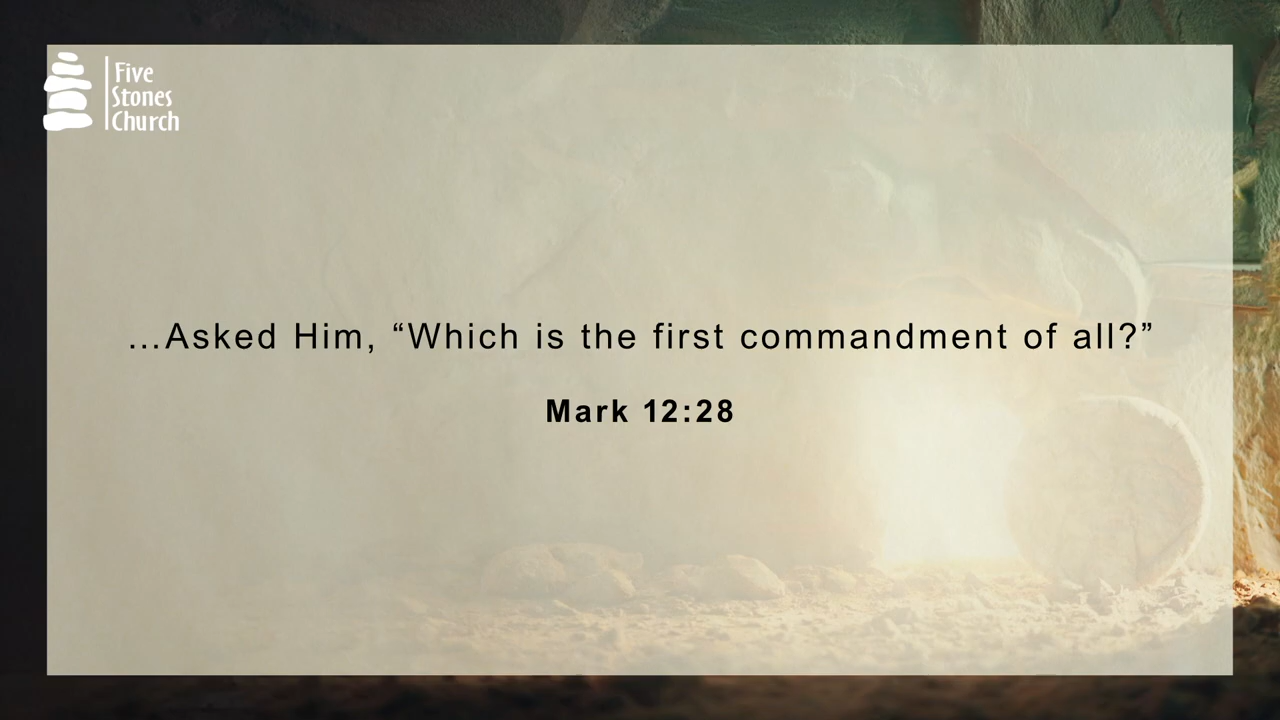 Five
Stones
Church
…Asked Him, “Which is the first commandment of all?”
Mark 12:28